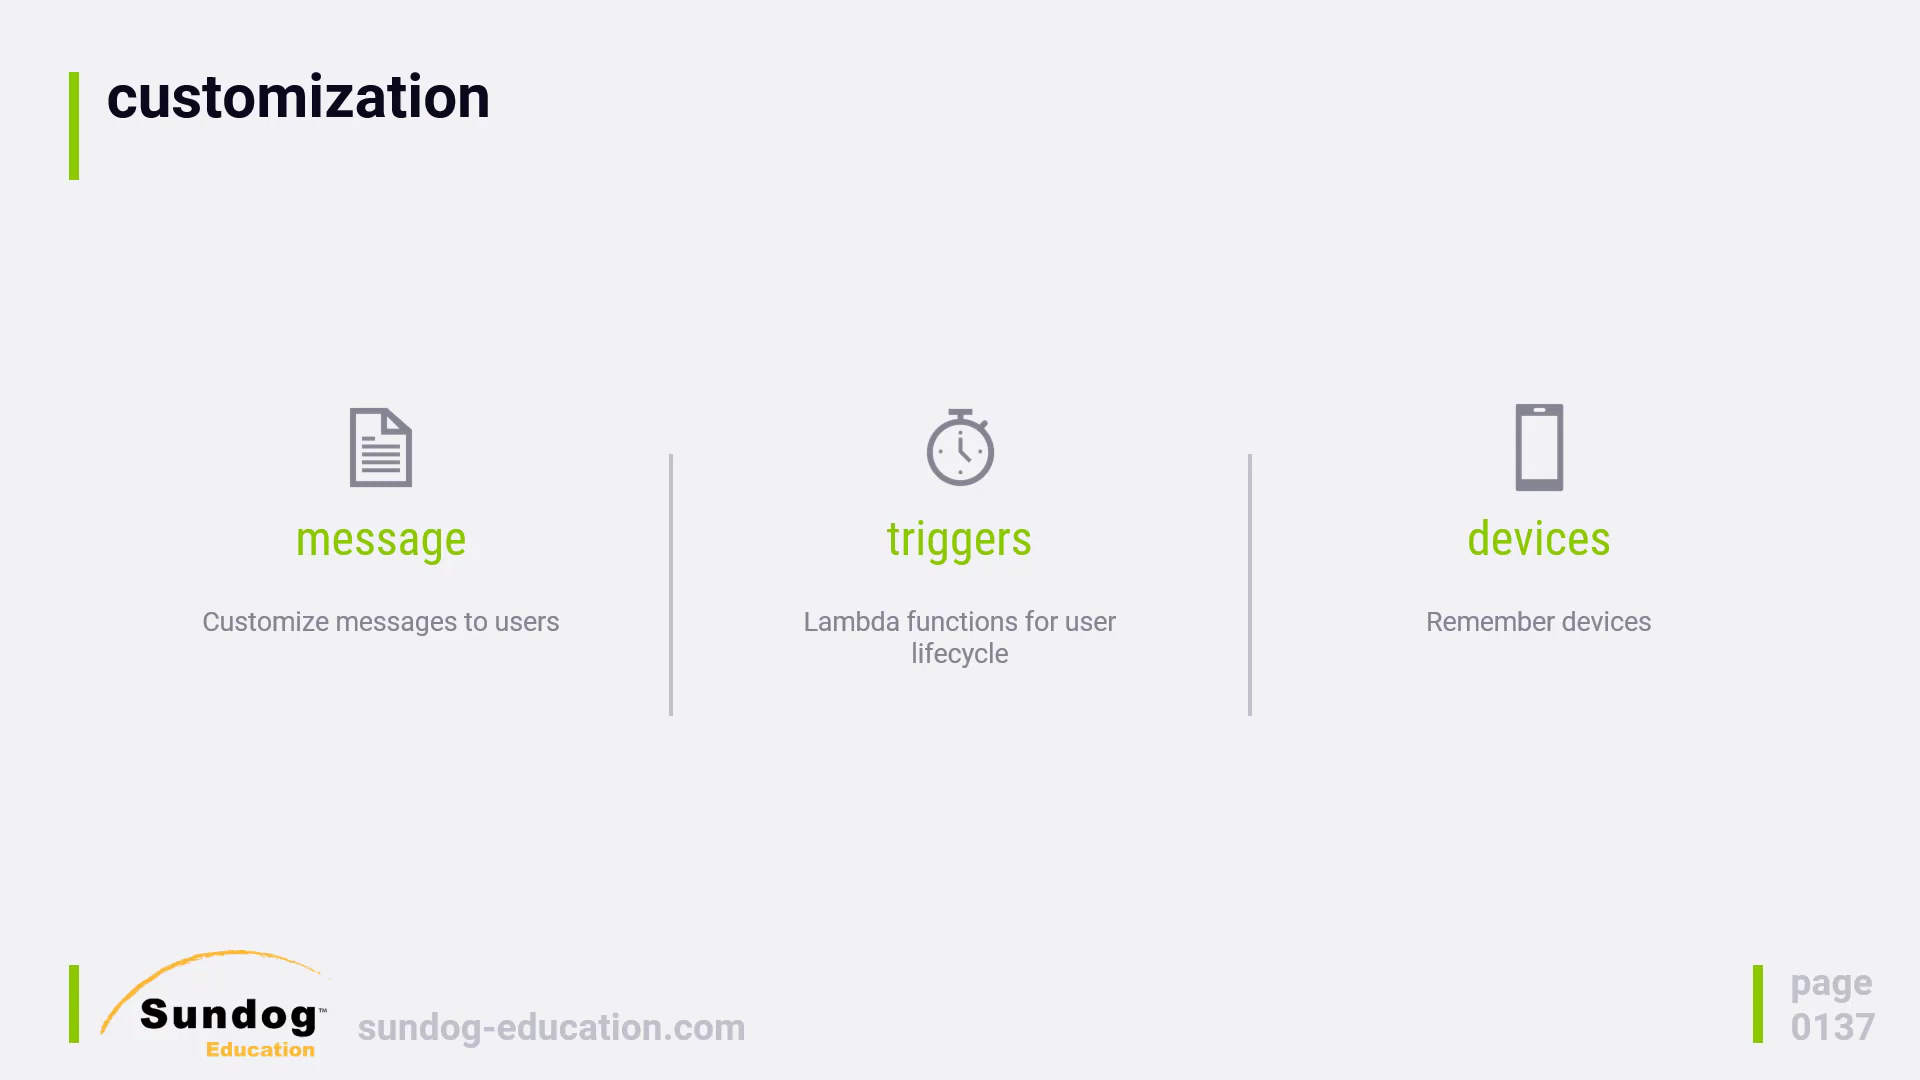 customization
message
Customize messages to users
triggers
Lambda functions for user
lifecycle
devices
Remember devices
Sundog™
Education
sundog-education.com
page
0137